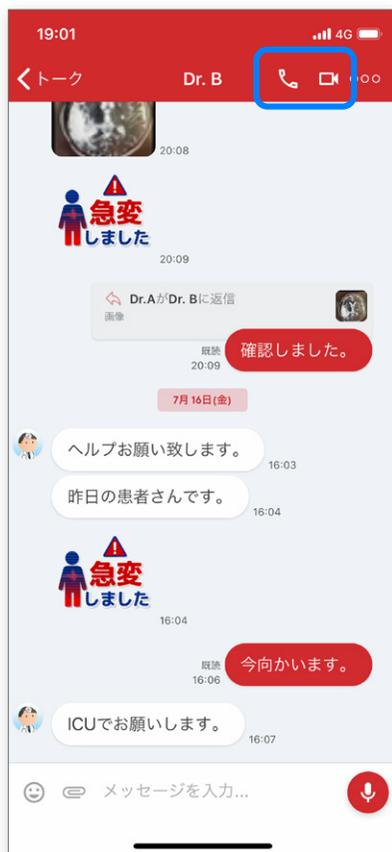 19:01
4G
トーク
Dr. B
20:08
急変
しました
20:09
Dr.AがDr. Bに返信
画像
既読
20:09
確認しました。
7月16日(金)
ヘルプお願い致します。
16:03
昨日の患者さんです。
16:04
急変
しました
16:04
既読
16:06
今向かいます。
ICUでお願いします。
16:07
メッセージを入力...